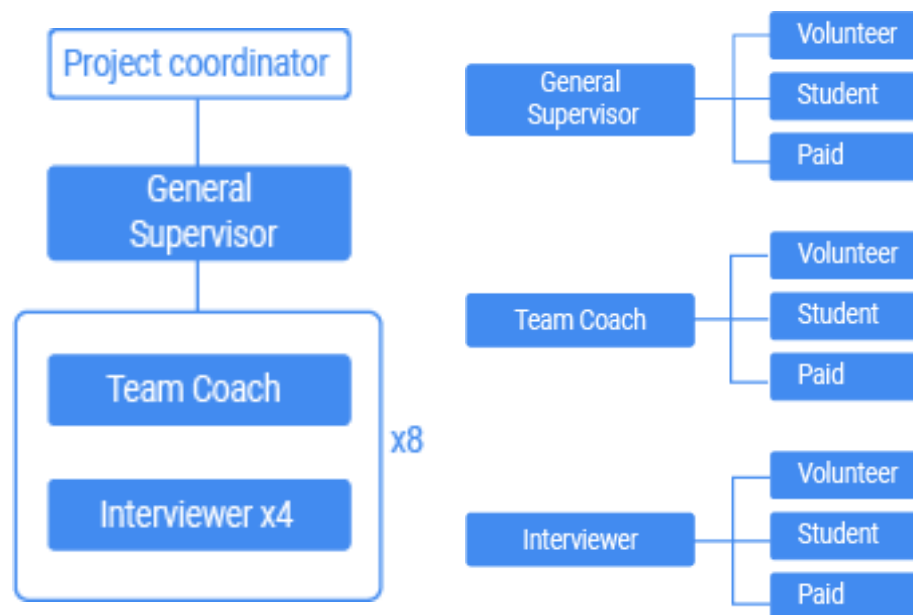 Project coordinator
General
Supervisor
Team Coach
Interviewer x4
x8
General
Supervisor
Volunteer
Student
Paid
Team Coach
Volunteer
Student
Paid
Interviewer
Volunteer
Student
Paid